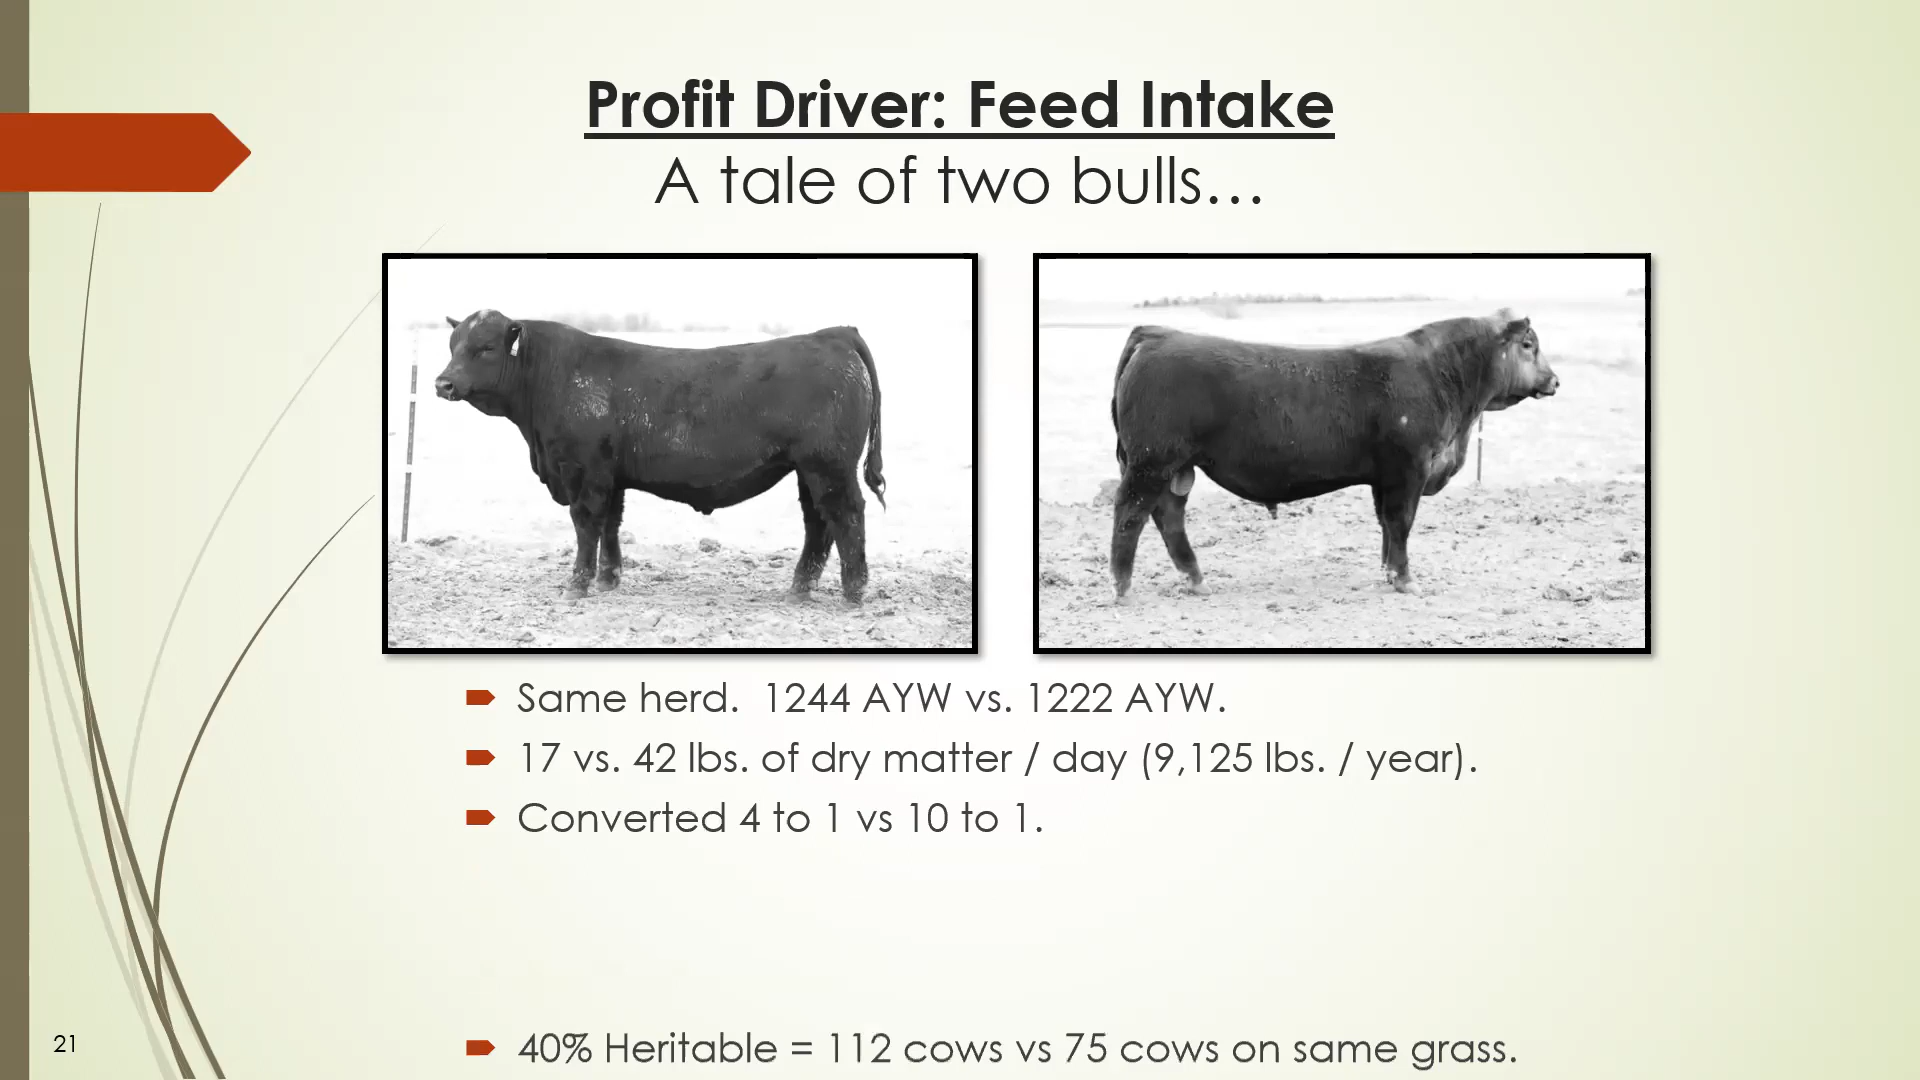 Profit Driver: Feed Intake
A tale of two bulls…
Same herd.  1244 AYW vs. 1222 AYW.
17 vs. 42 lbs. of dry matter / day (9,125 lbs. / year).
Converted 4 to 1 vs 10 to 1.
40% Heritable = 112 cows vs 75 cows on same grass.
21